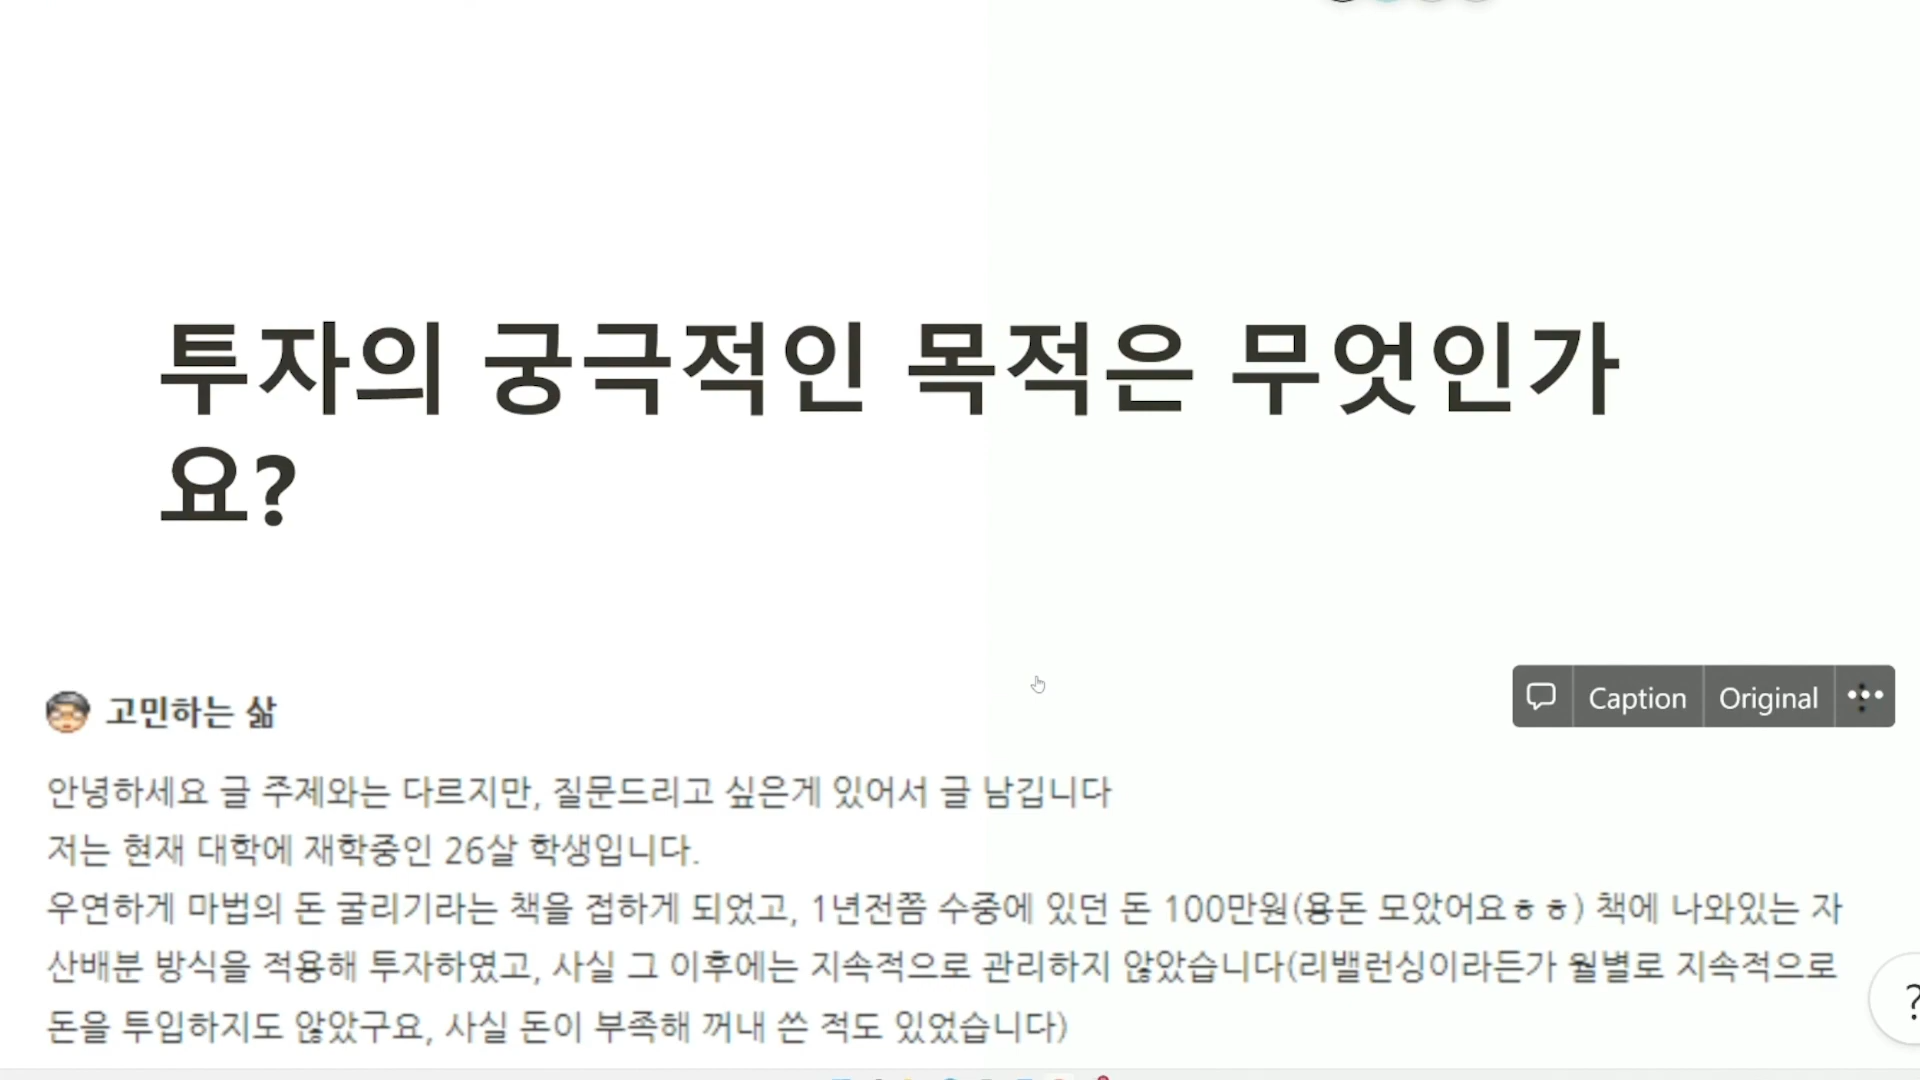 투자의 궁극적인 목적은 무엇인가
요?
고민하는 삶
Caption Original
안녕하세요 글 주제와는 다르지만, 질문드리고 싶은게 있어서 글 남깁니다
저는 현재 대학에 재학중인 26살 학생입니다.
우연하게 마법의 돈 굴리기라는 책을 접하게 되었고, 1년전쯤 수중에 있던 돈 100만원(용돈 모았어요ㅎㅎ) 책에 나와있는 자
산배분 방식을 적용해 투자하였고, 사실 그 이후에는 지속적으로 관리하지 않았습니다(리밸런싱이라든가 월별로 지속적으로
돈을 투입하지도 않았구요, 사실 돈이 부족해 꺼내 쓴 적도 있었습니다)
?